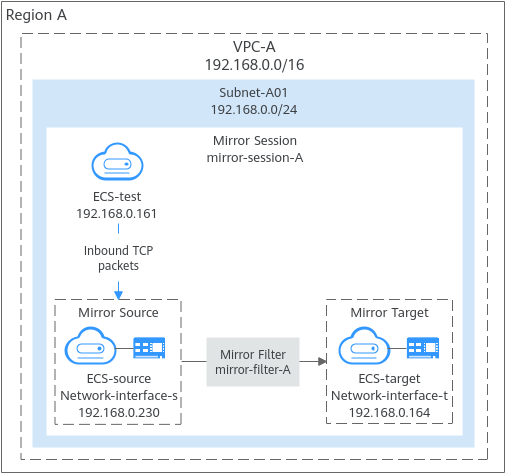 Region A
VPC-A
192.168.0.0/16
Subnet-A01
192.168.0.0/24
Mirror Session
mirror-session-A
ECS-test
192.168.0.161
Inbound TCP
packets
Mirror Source
ECS-source
Network-interface-s
192.168.0.230
Mirror Filter
mirror-filter-A
Mirror Target
ECS-target
Network-interface-t
192.168.0.164